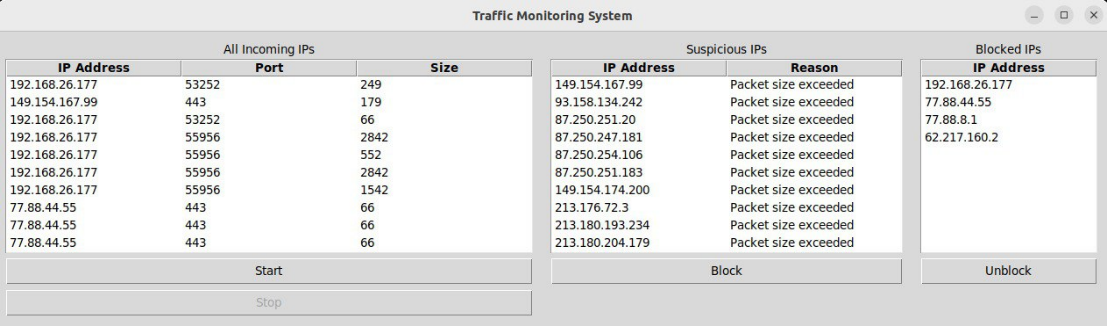 Traffic Monitoring System
All Incoming IPs Suspicious IPs Blocked IPs
IP Address Port Size IP Address Reason IP Address
192.168.26.177 53252 249 149.154.167.99 Packet size exceeded 192.168.26.177
149.154.167.99 443 179 93.158.134.242 Packet size exceeded 77.88.44.55
192.168.26.177 53252 66 87.250.251.20 Packet size exceeded 77.88.8.1
192.168.26.177 55956 2842 87.250.247.181 Packet size exceeded 62.217.160.2
192.168.26.177 55956 552 87.250.254.106 Packet size exceeded
192.168.26.177 55956 2842 87.250.251.183 Packet size exceeded
192.168.26.177 55956 1542 149.154.174.200 Packet size exceeded
77.88.44.55 443 66 213.176.72.3 Packet size exceeded
77.88.44.55 443 66 213.180.193.234 Packet size exceeded
77.88.44.55 443 66 213.180.204.179 Packet size exceeded
Start Block Unblock
Stop